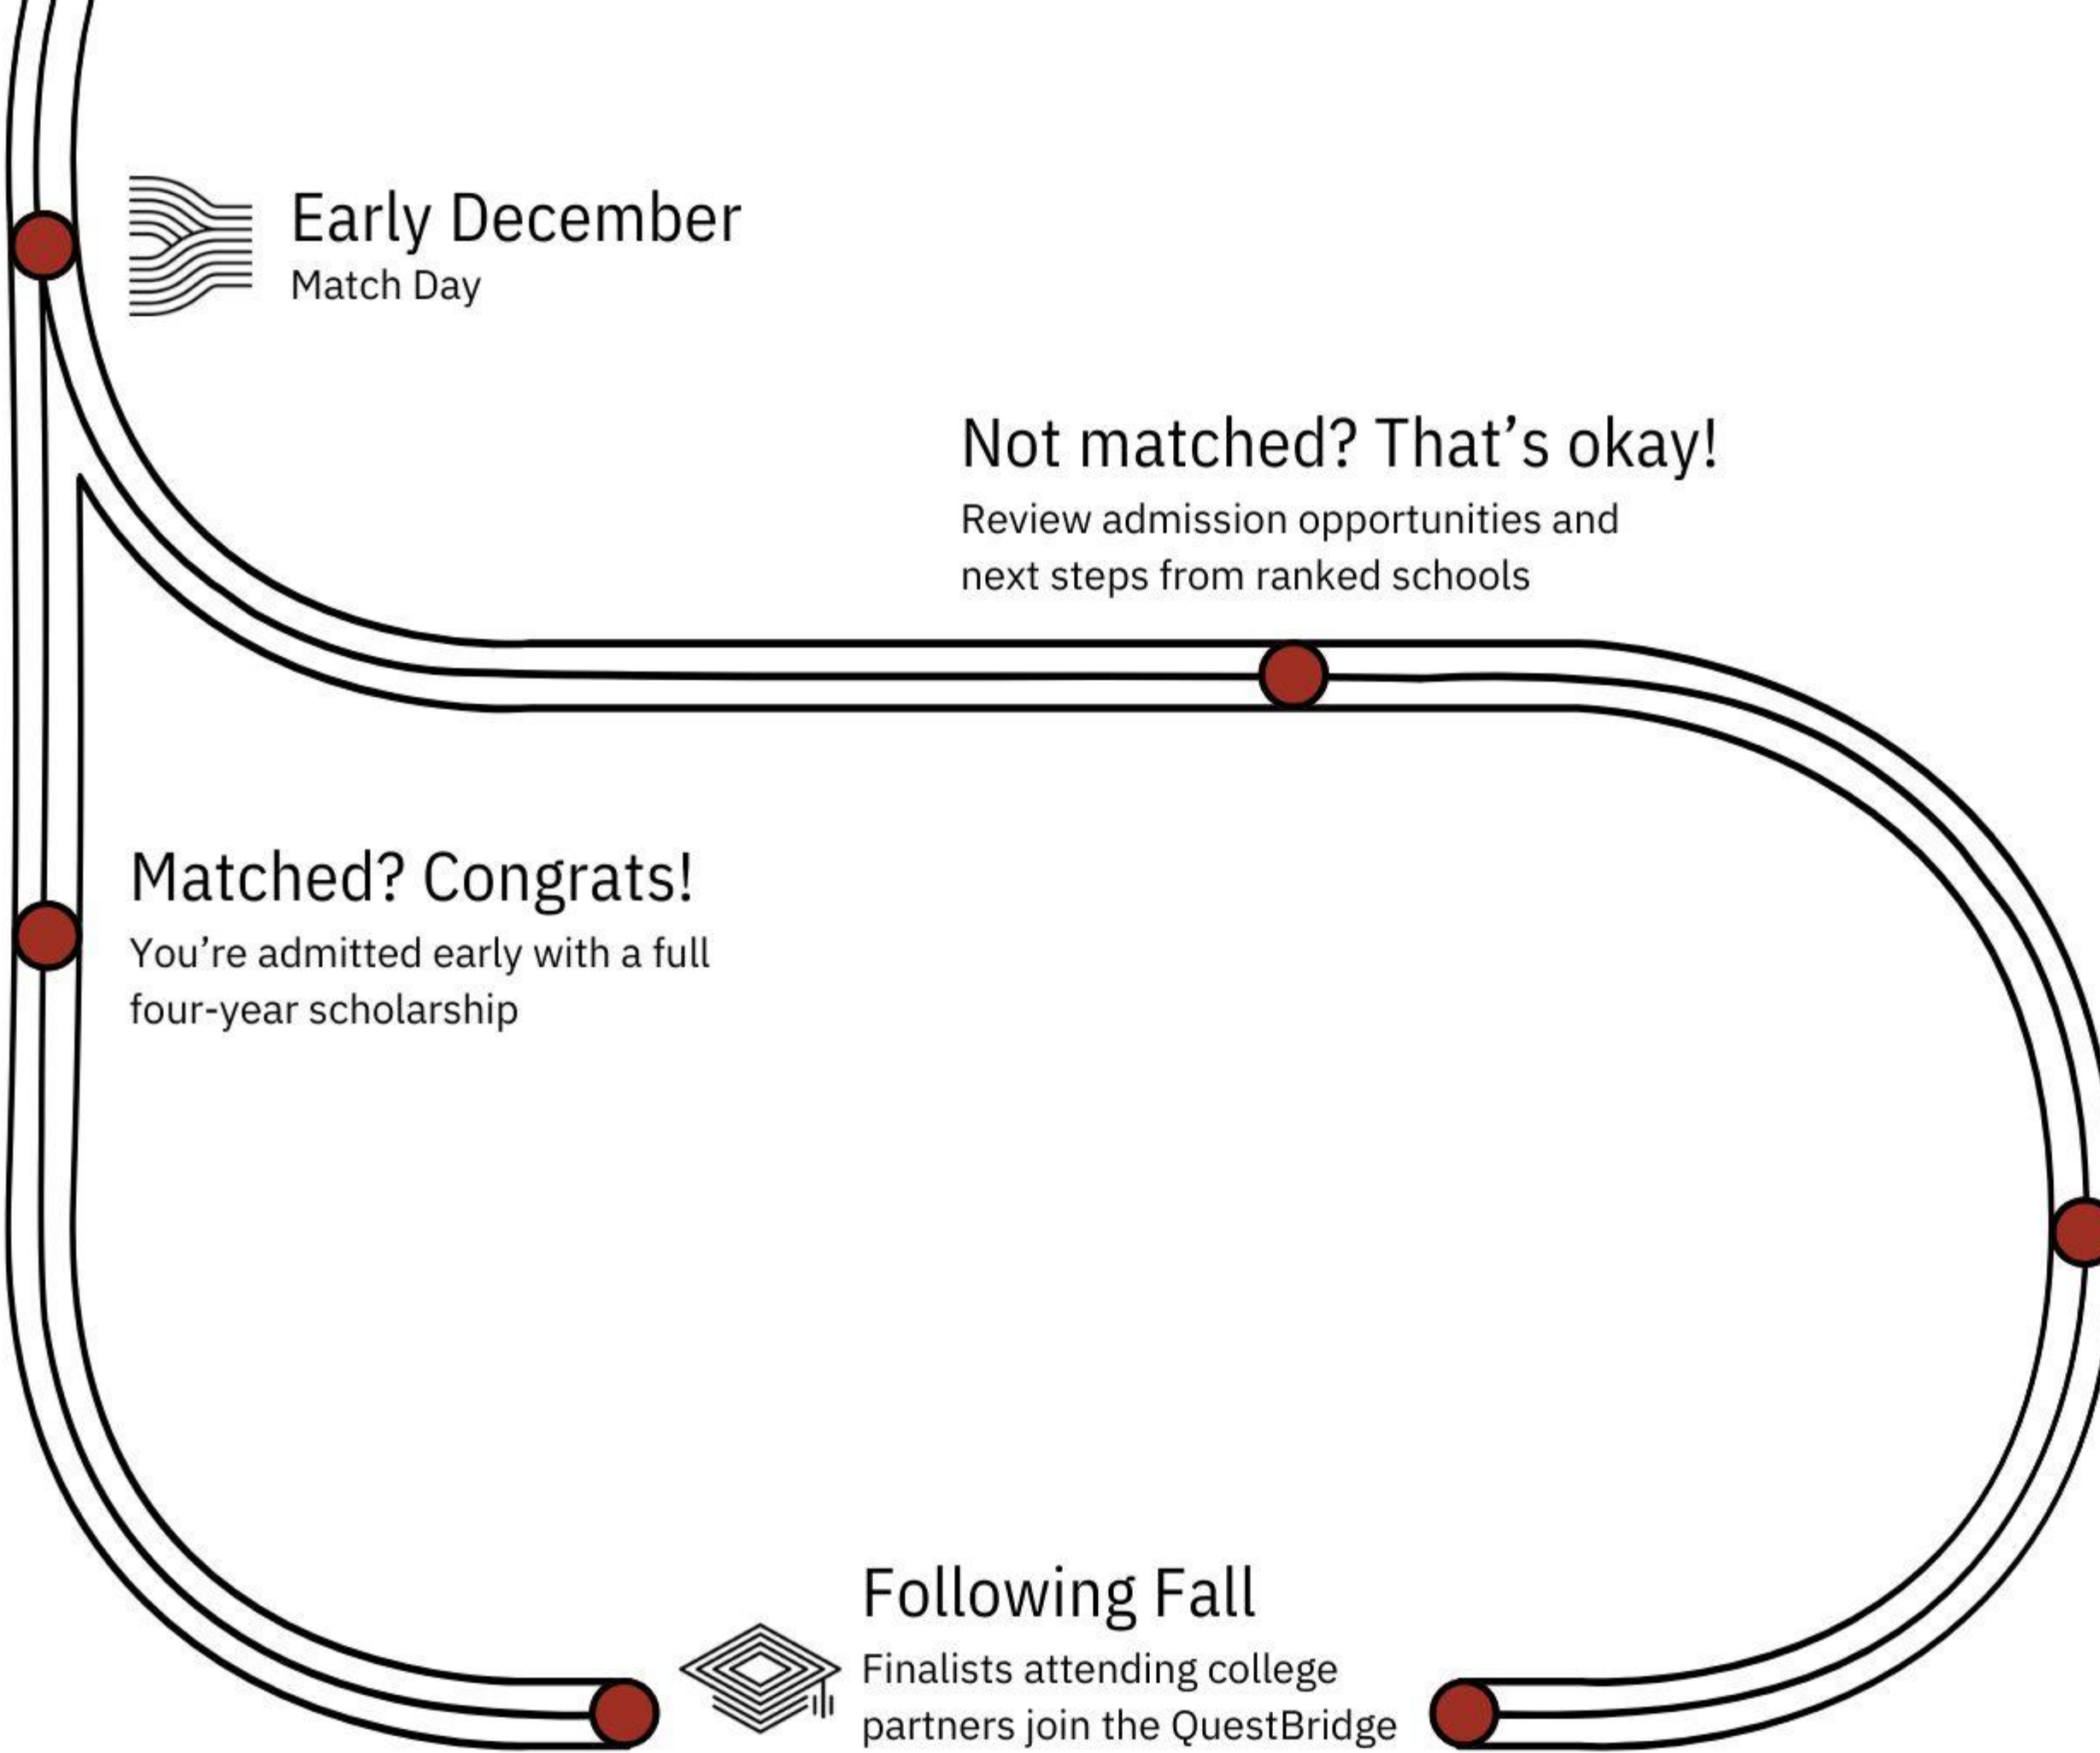 Early December
Match Day
Not matched? That’s okay!
Review admission opportunities and
next steps from ranked schools
Matched? Congrats!
You’re admitted early with a full
four-year scholarship
Following Fall
Finalists attending college
partners join the QuestBridge